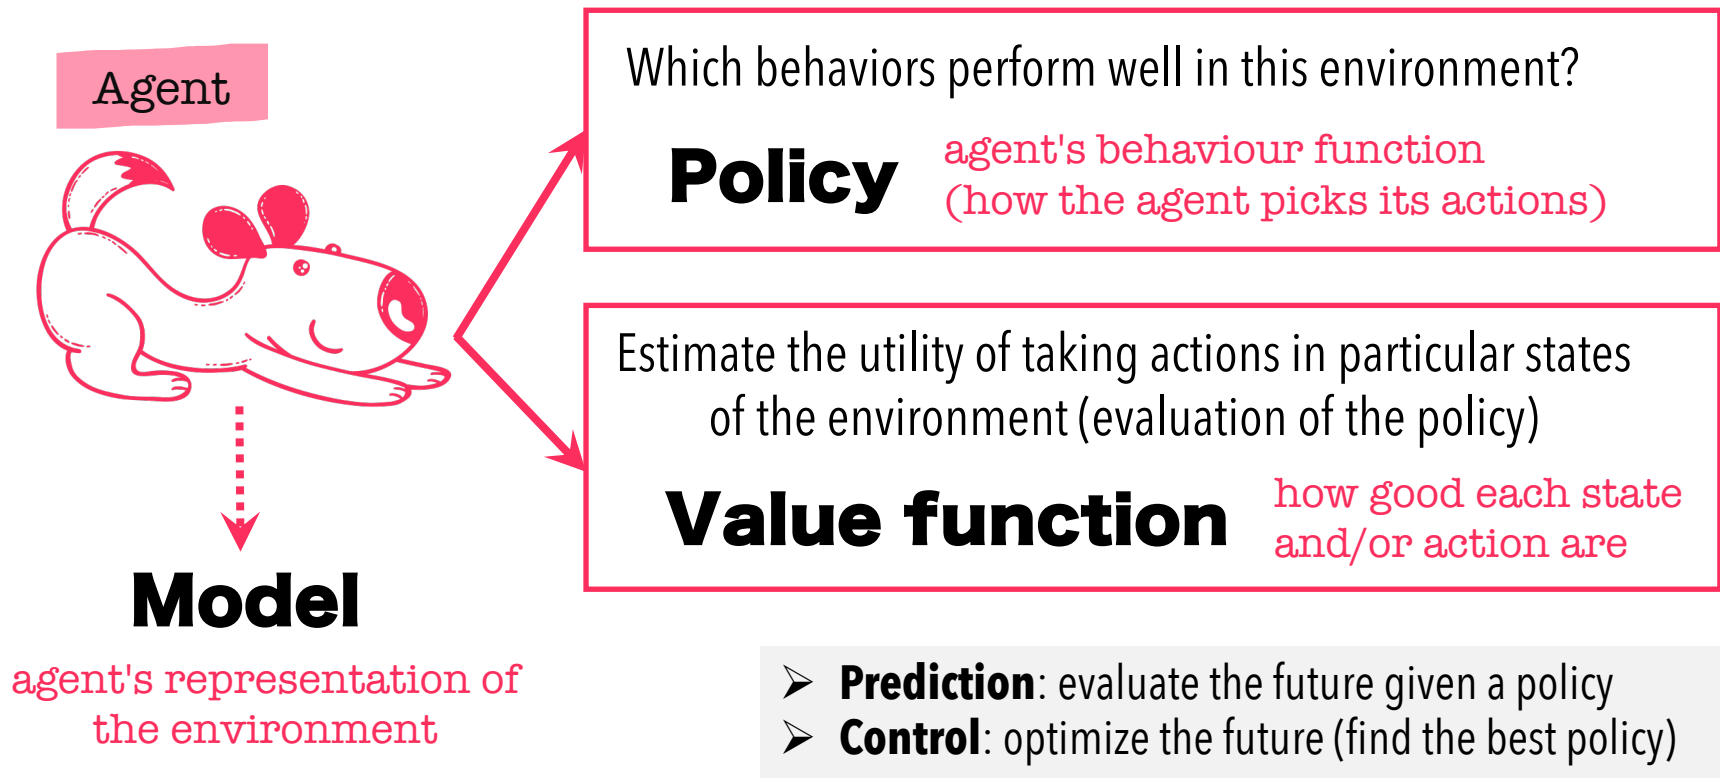 Agent
Which behaviors perform well in this environment?
Policy
agent's behaviour function
(how the agent picks its actions)
Estimate the utility of taking actions in particular states
of the environment (evaluation of the policy)
Value function
how good each state
and/or action are
Model
agent's representation of
the environment
➢ Prediction: evaluate the future given a policy
➢ Control: optimize the future (find the best policy)